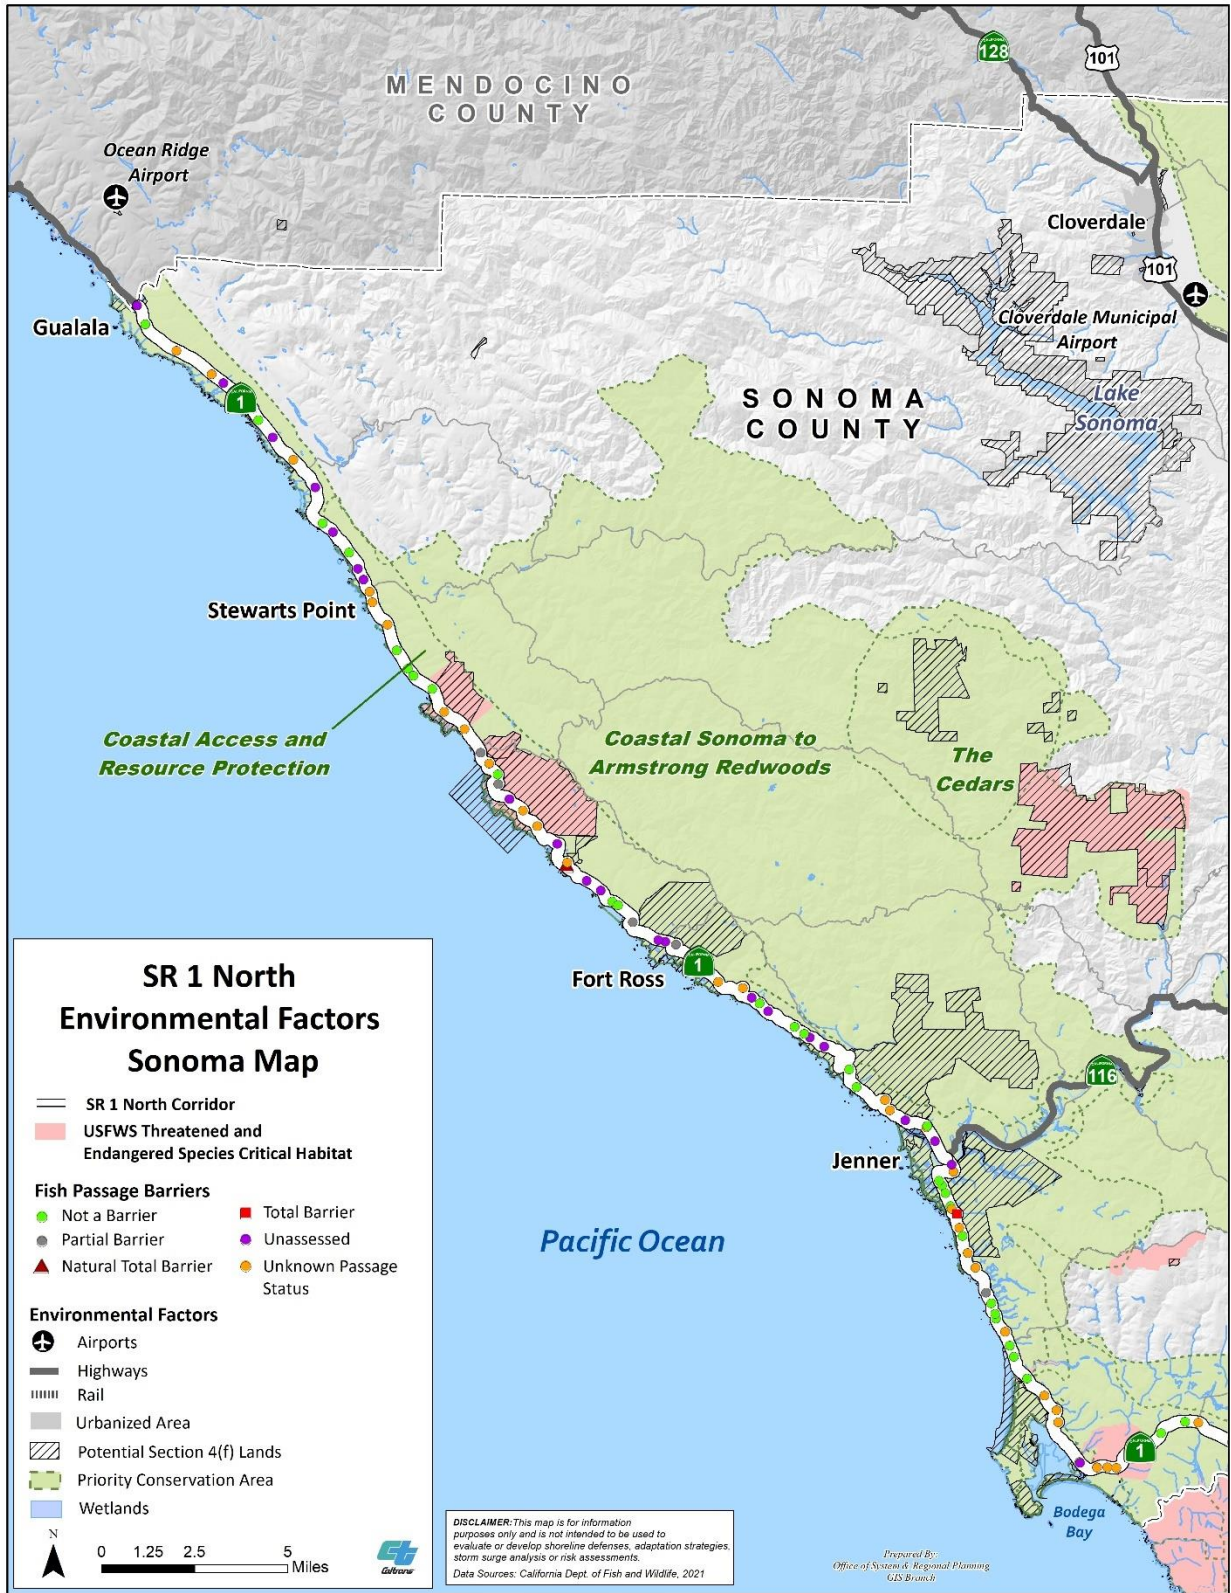 MENDOCINO
COUNTY
128
101
Ocean Ridge
Airport
Cloverdale
101
Cloverdale Municipal
Airport
Gualala
1
SONOMA
COUNTY
Lake
Sonoma
Stewarts Point
Coastal Access and
Resource Protection
Coastal Sonoma to
Armstrong Redwoods
The
Cedars
Fort Ross
1
116
Jenner
Pacific Ocean
1
Bodega
Bay
SR 1 North
Environmental Factors
Sonoma Map
SR 1 North Corridor
USFWS Threatened and
Endangered Species Critical Habitat
Fish Passage Barriers
Not a Barrier
Partial Barrier
Natural Total Barrier
Total Barrier
Unassessed
Unknown Passage
Status
Environmental Factors
Airports
Highways
Rail
Urbanized Area
Potential Section 4(f) Lands
Priority Conservation Area
Wetlands
N
0 1.25 2.5 5
Miles
Caltrans
DISCLAIMER:This map is for information
purposes only and is not intended to be used to
evaluate or develop shoreline defenses, adaptation strategies,
storm surge analysis or risk assessments.
Data Sources: California Dept. of Fish and Wildlife, 2021
Prepared By:
Office of System & Regional Planning
GIS Branch